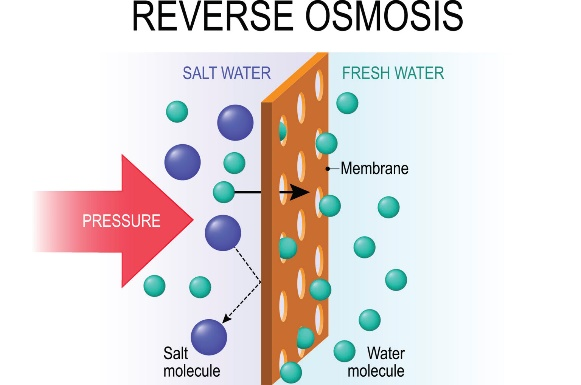 REVERSE OSMOSIS
SALT WATER
FRESH WATER
Membrane
PRESSURE
Salt
molecule
Water
molecule